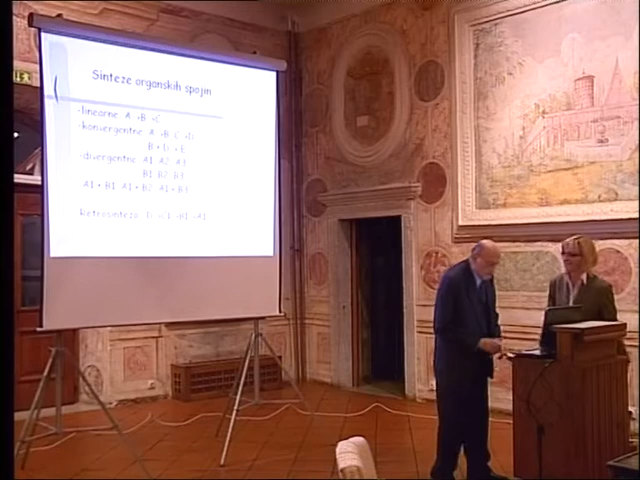 Sinteze organskih spojin
-linearne A →B →C
-konvergentne A →B C →D
B + D → E
-divergentne A1 A2 A3
B1 B2 B3
A1 + B1 A1 + B2 A1 + B3
Retrosinteza